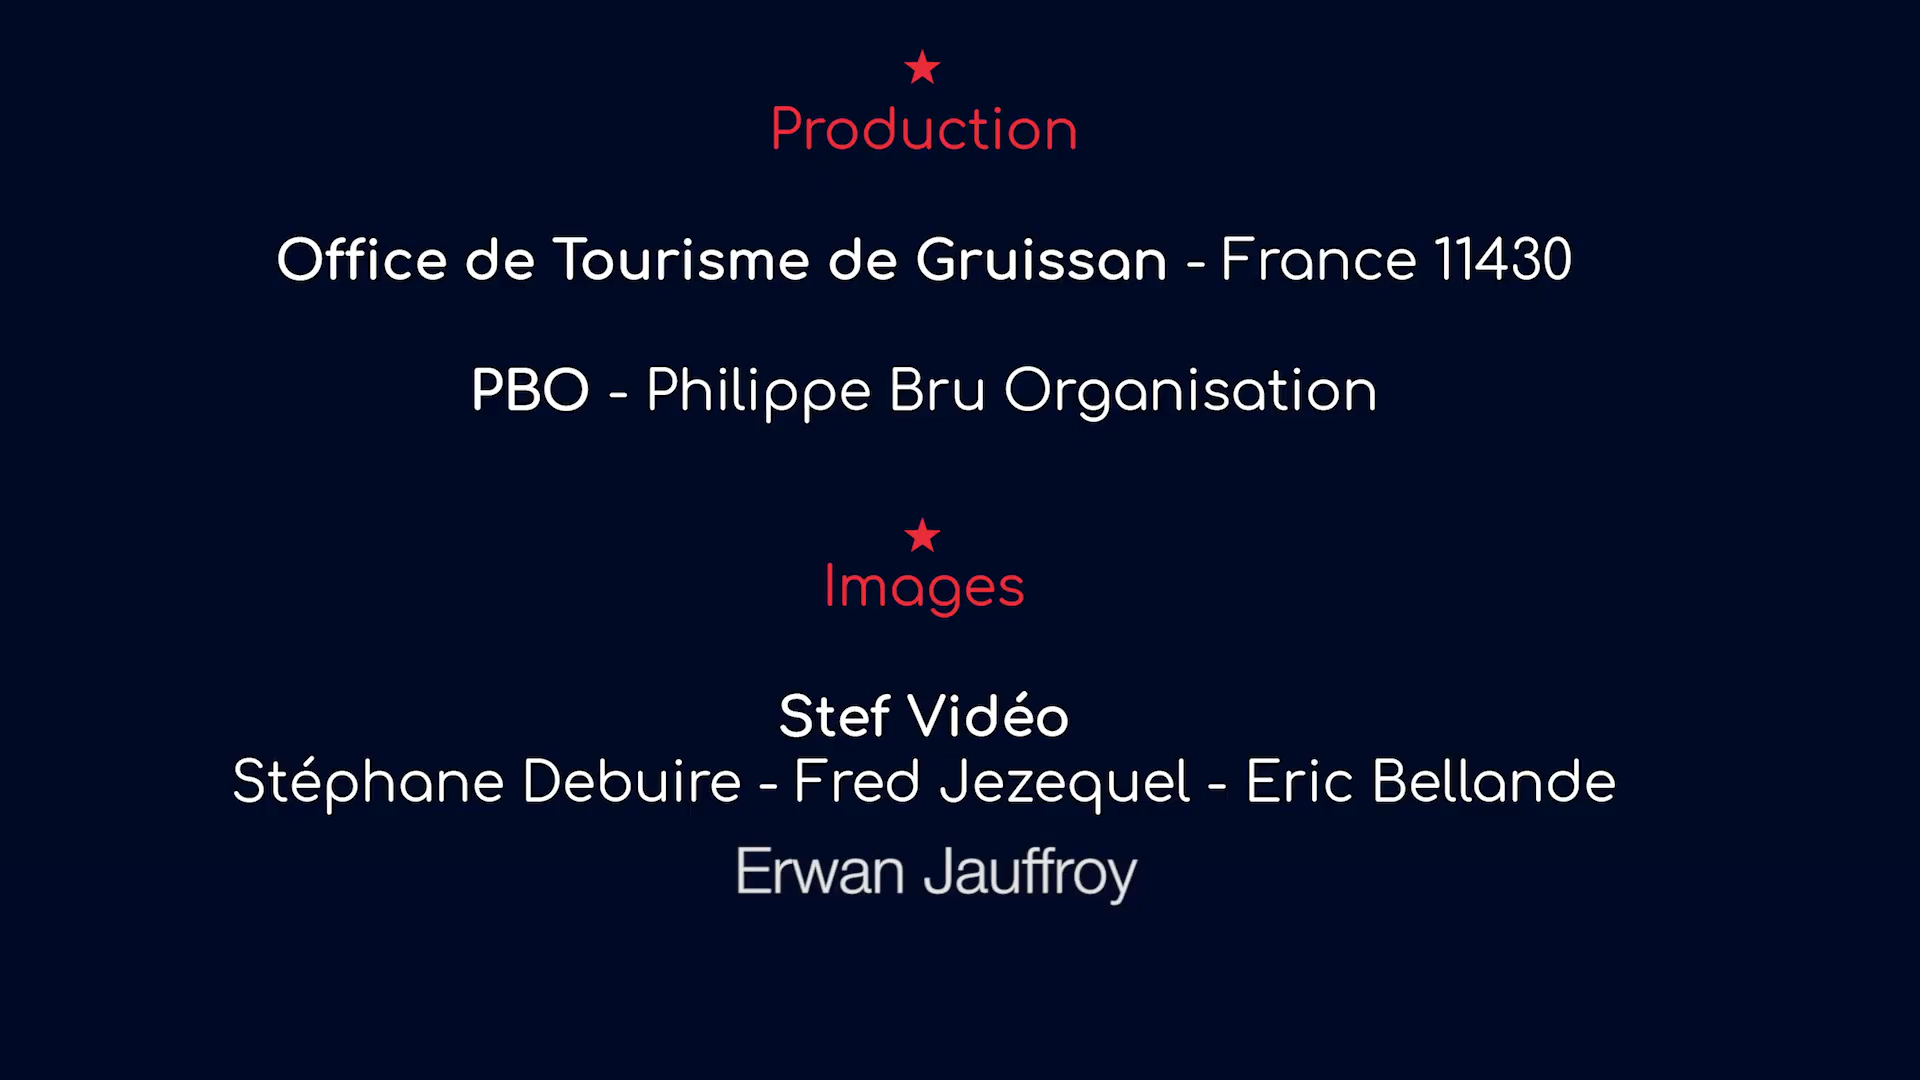 Production
Office de Tourisme de Gruissan - France 11430
PBO - Philippe Bru Organisation
Images
Stef Vidéo
Stéphane Debuire - Fred Jezequel - Eric Bellande
Erwan Jauffroy